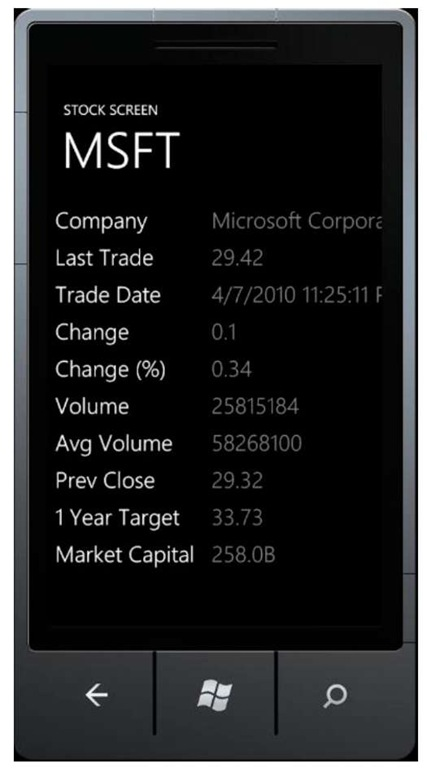 STOCK SCREEN
MSFT
Company Microsoft Corpora
Last Trade 29.42
Trade Date 4/7/2010 11:25:11 P
Change 0.1
Change (%) 0.34
Volume 25815184
Avg Volume 58268100
Prev Close 29.32
1 Year Target 33.73
Market Capital 258.0B